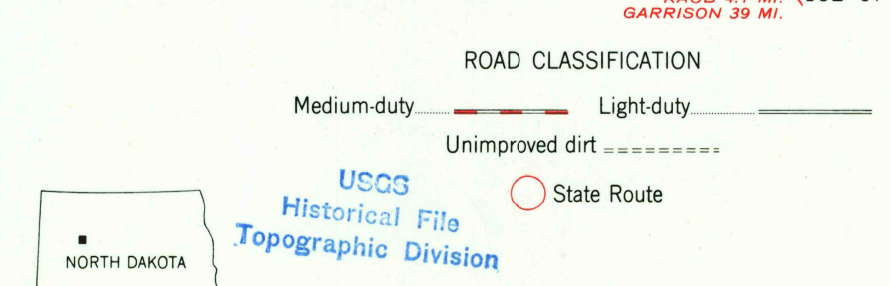 GARRISON 39 MI.
ROAD CLASSIFICATION
Medium-duty Light-duty
Unimproved dirt
State Route
USGS
Historical File
Topographic Division
NORTH DAKOTA